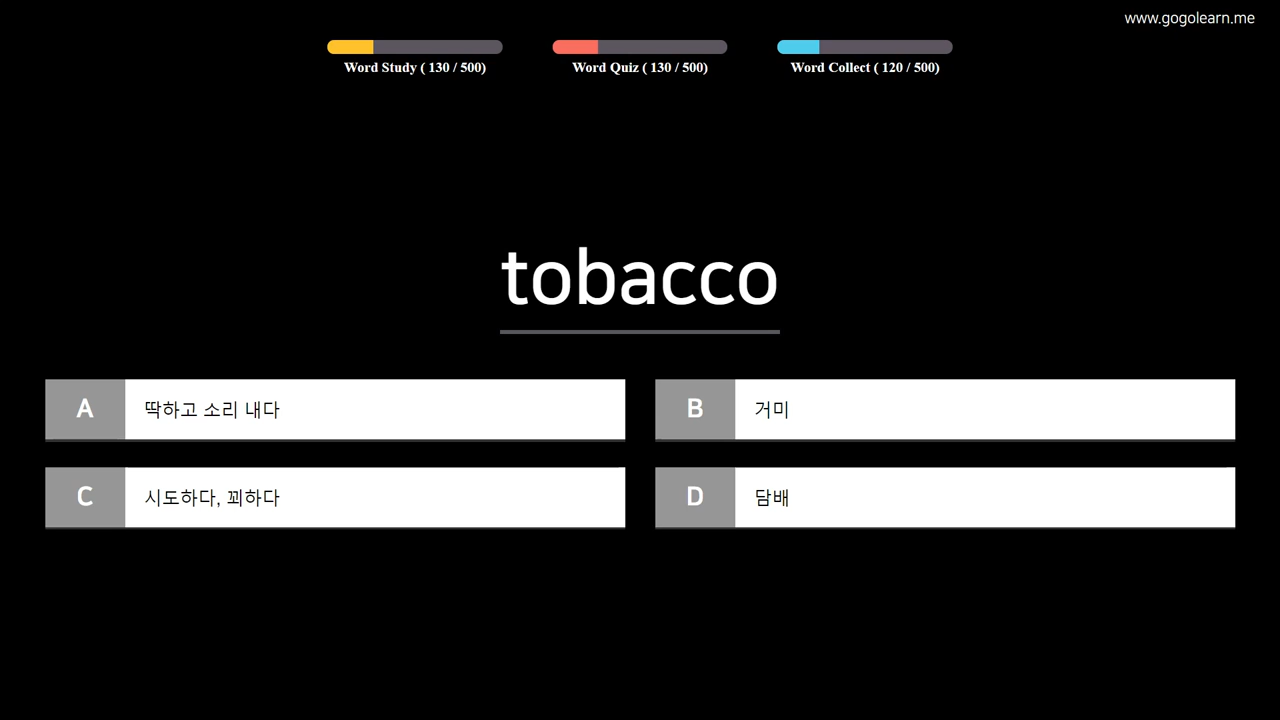 www.gogolearn.me
Word Study ( 130 / 500)
Word Quiz ( 130 / 500)
Word Collect ( 120 / 500)
tobacco
A 딱하고 소리 내다
B 거미
C 시도하다, 꾀하다
D 담배